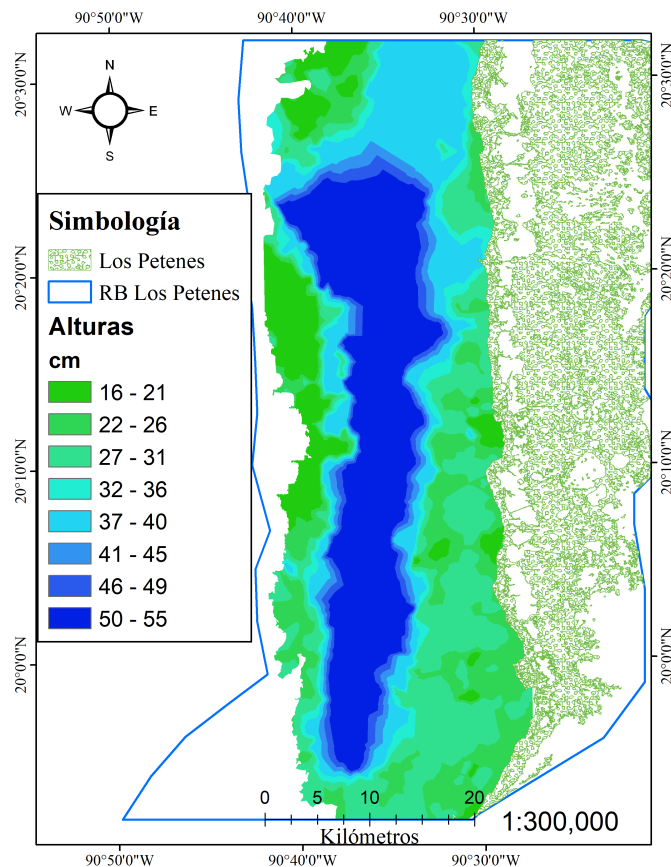 90°50'0"W 90°40'0"W 90°30'0"W
20°30'0"N
20°30'0"N
N
W E
S
Simbología
Los Petenes
RB Los Petenes
Alturas
cm
16 - 21
22 - 26
27 - 31
32 - 36
37 - 40
41 - 45
46 - 49
50 - 55
20°20'0"N
20°20'0"N
20°10'0"N
20°10'0"N
20°0'0"N
20°0'0"N
0 5 10 20
Kilómetros
1:300,000
90°50'0"W 90°40'0"W 90°30'0"W